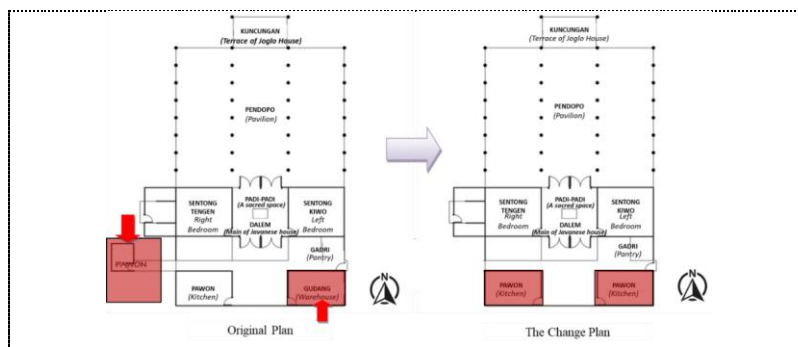 KUNCUNGAN
(Terrace of Joglo House)
PENDOPO
(Pavilion)
SENTONG
TENGEN
Right
Bedroom
PADI-PADI
(A sacred space)
DALEM
(Main of Javanese house)
SENTONG
KIWO
Left
Bedroom
GADRI
(Pantry)
PAWON
PAWON
(Kitchen)
GUDANG
(Warehouse)
N
Original Plan
KUNCUNGAN
(Terrace of Joglo House)
PENDOPO
(Pavilion)
SENTONG
TENGEN
Right
Bedroom
PADI-PADI
(A sacred space)
DALEM
(Main of Javanese house)
SENTONG
KIWO
Left
Bedroom
GADRI
(Pantry)
PAWON
(Kitchen)
PAWON
(Kitchen)
N
The Change Plan